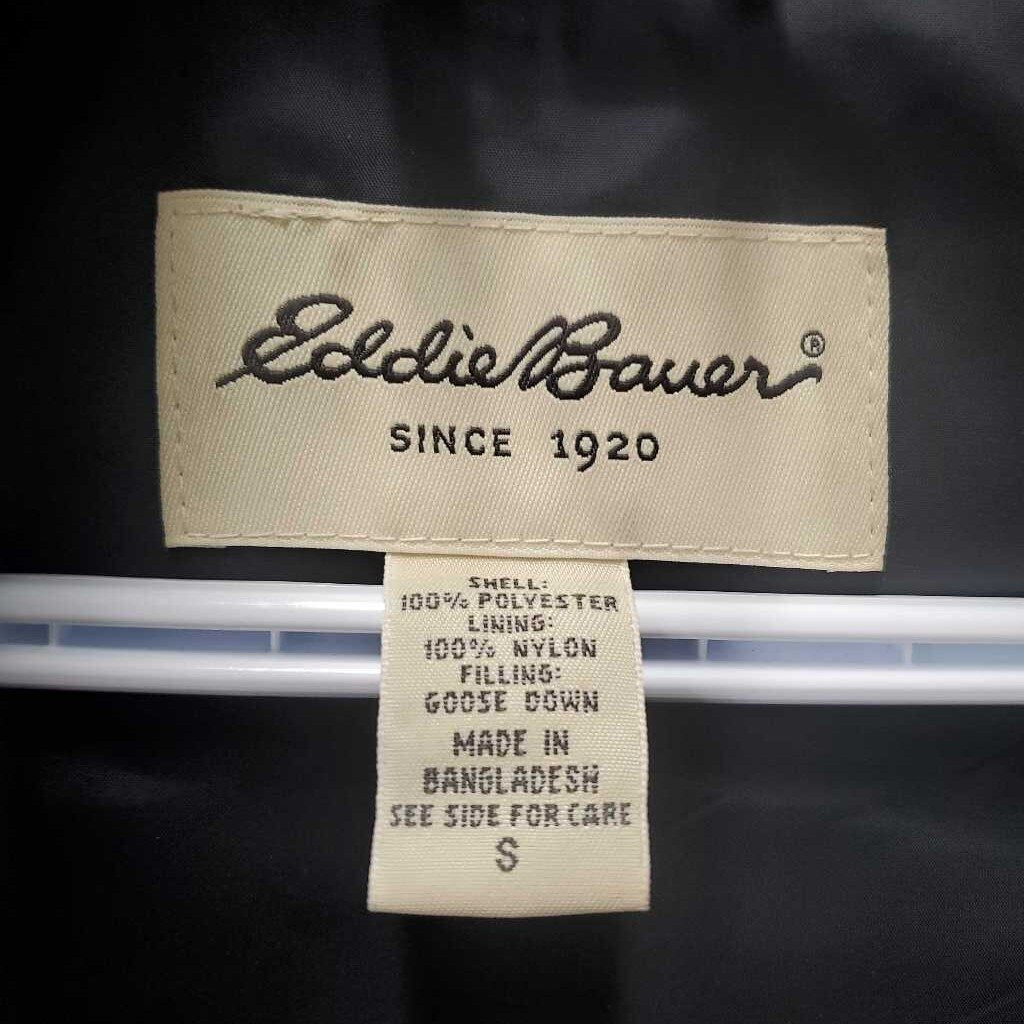 Eddie Bauer®
SINCE 1920
SHELL:
100% POLYESTER
LINING:
100% NYLON
FILLING:
GOOSE DOWN
MADE IN
BANGLADESH
SEE SIDE FOR CARE
S